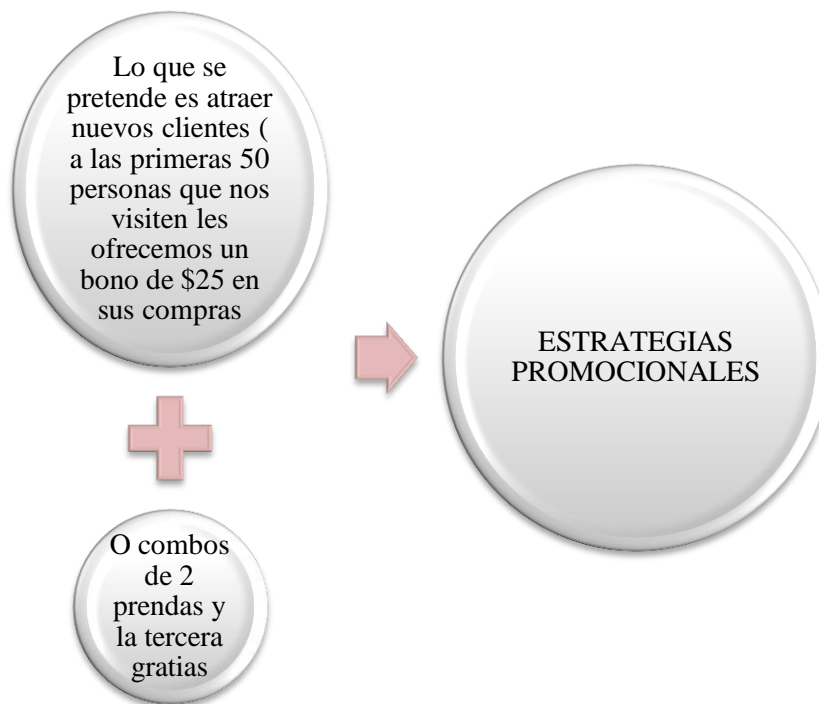 Lo que se
pretende es atraer
nuevos clientes (
a las primeras 50
personas que nos
visiten les
ofrecemos un
bono de $25 en
sus compras
O combos
de 2
prendas y
la tercera
gratias
ESTRATEGIAS
PROMOCIONALES